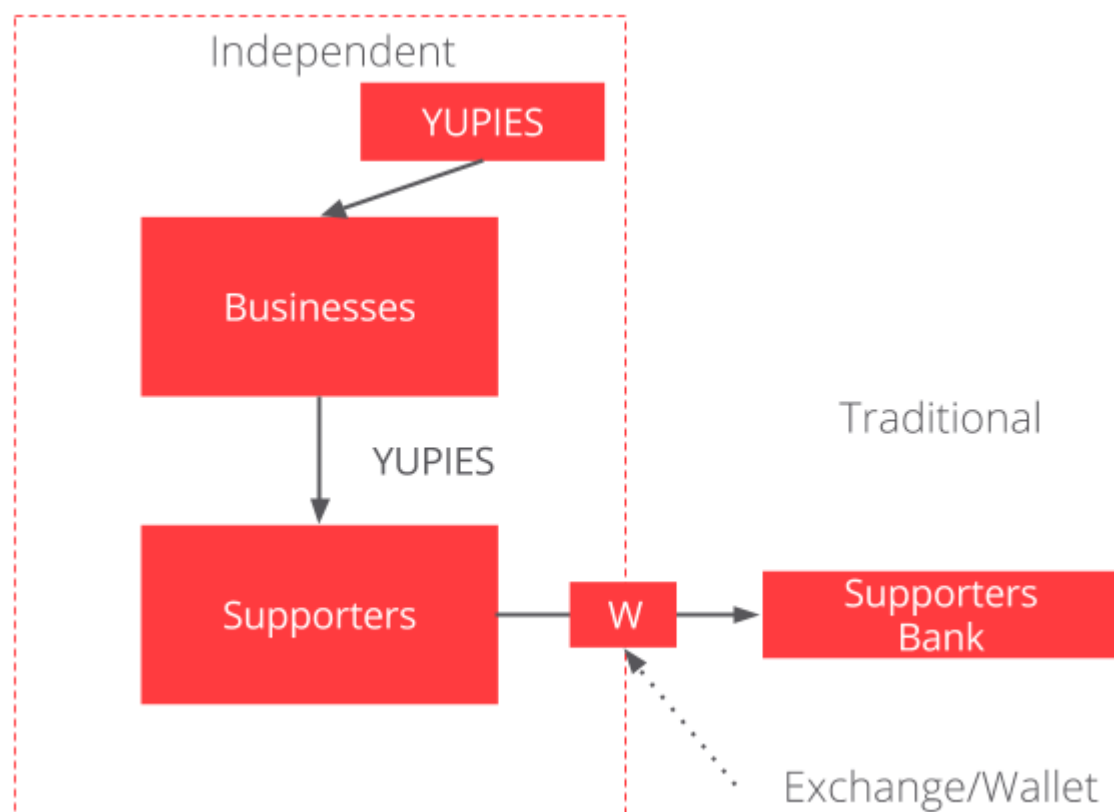 Independent
YUPIES
Businesses
Traditional
YUPIES
Supporters
W
Supporters
Bank
Exchange/Wallet